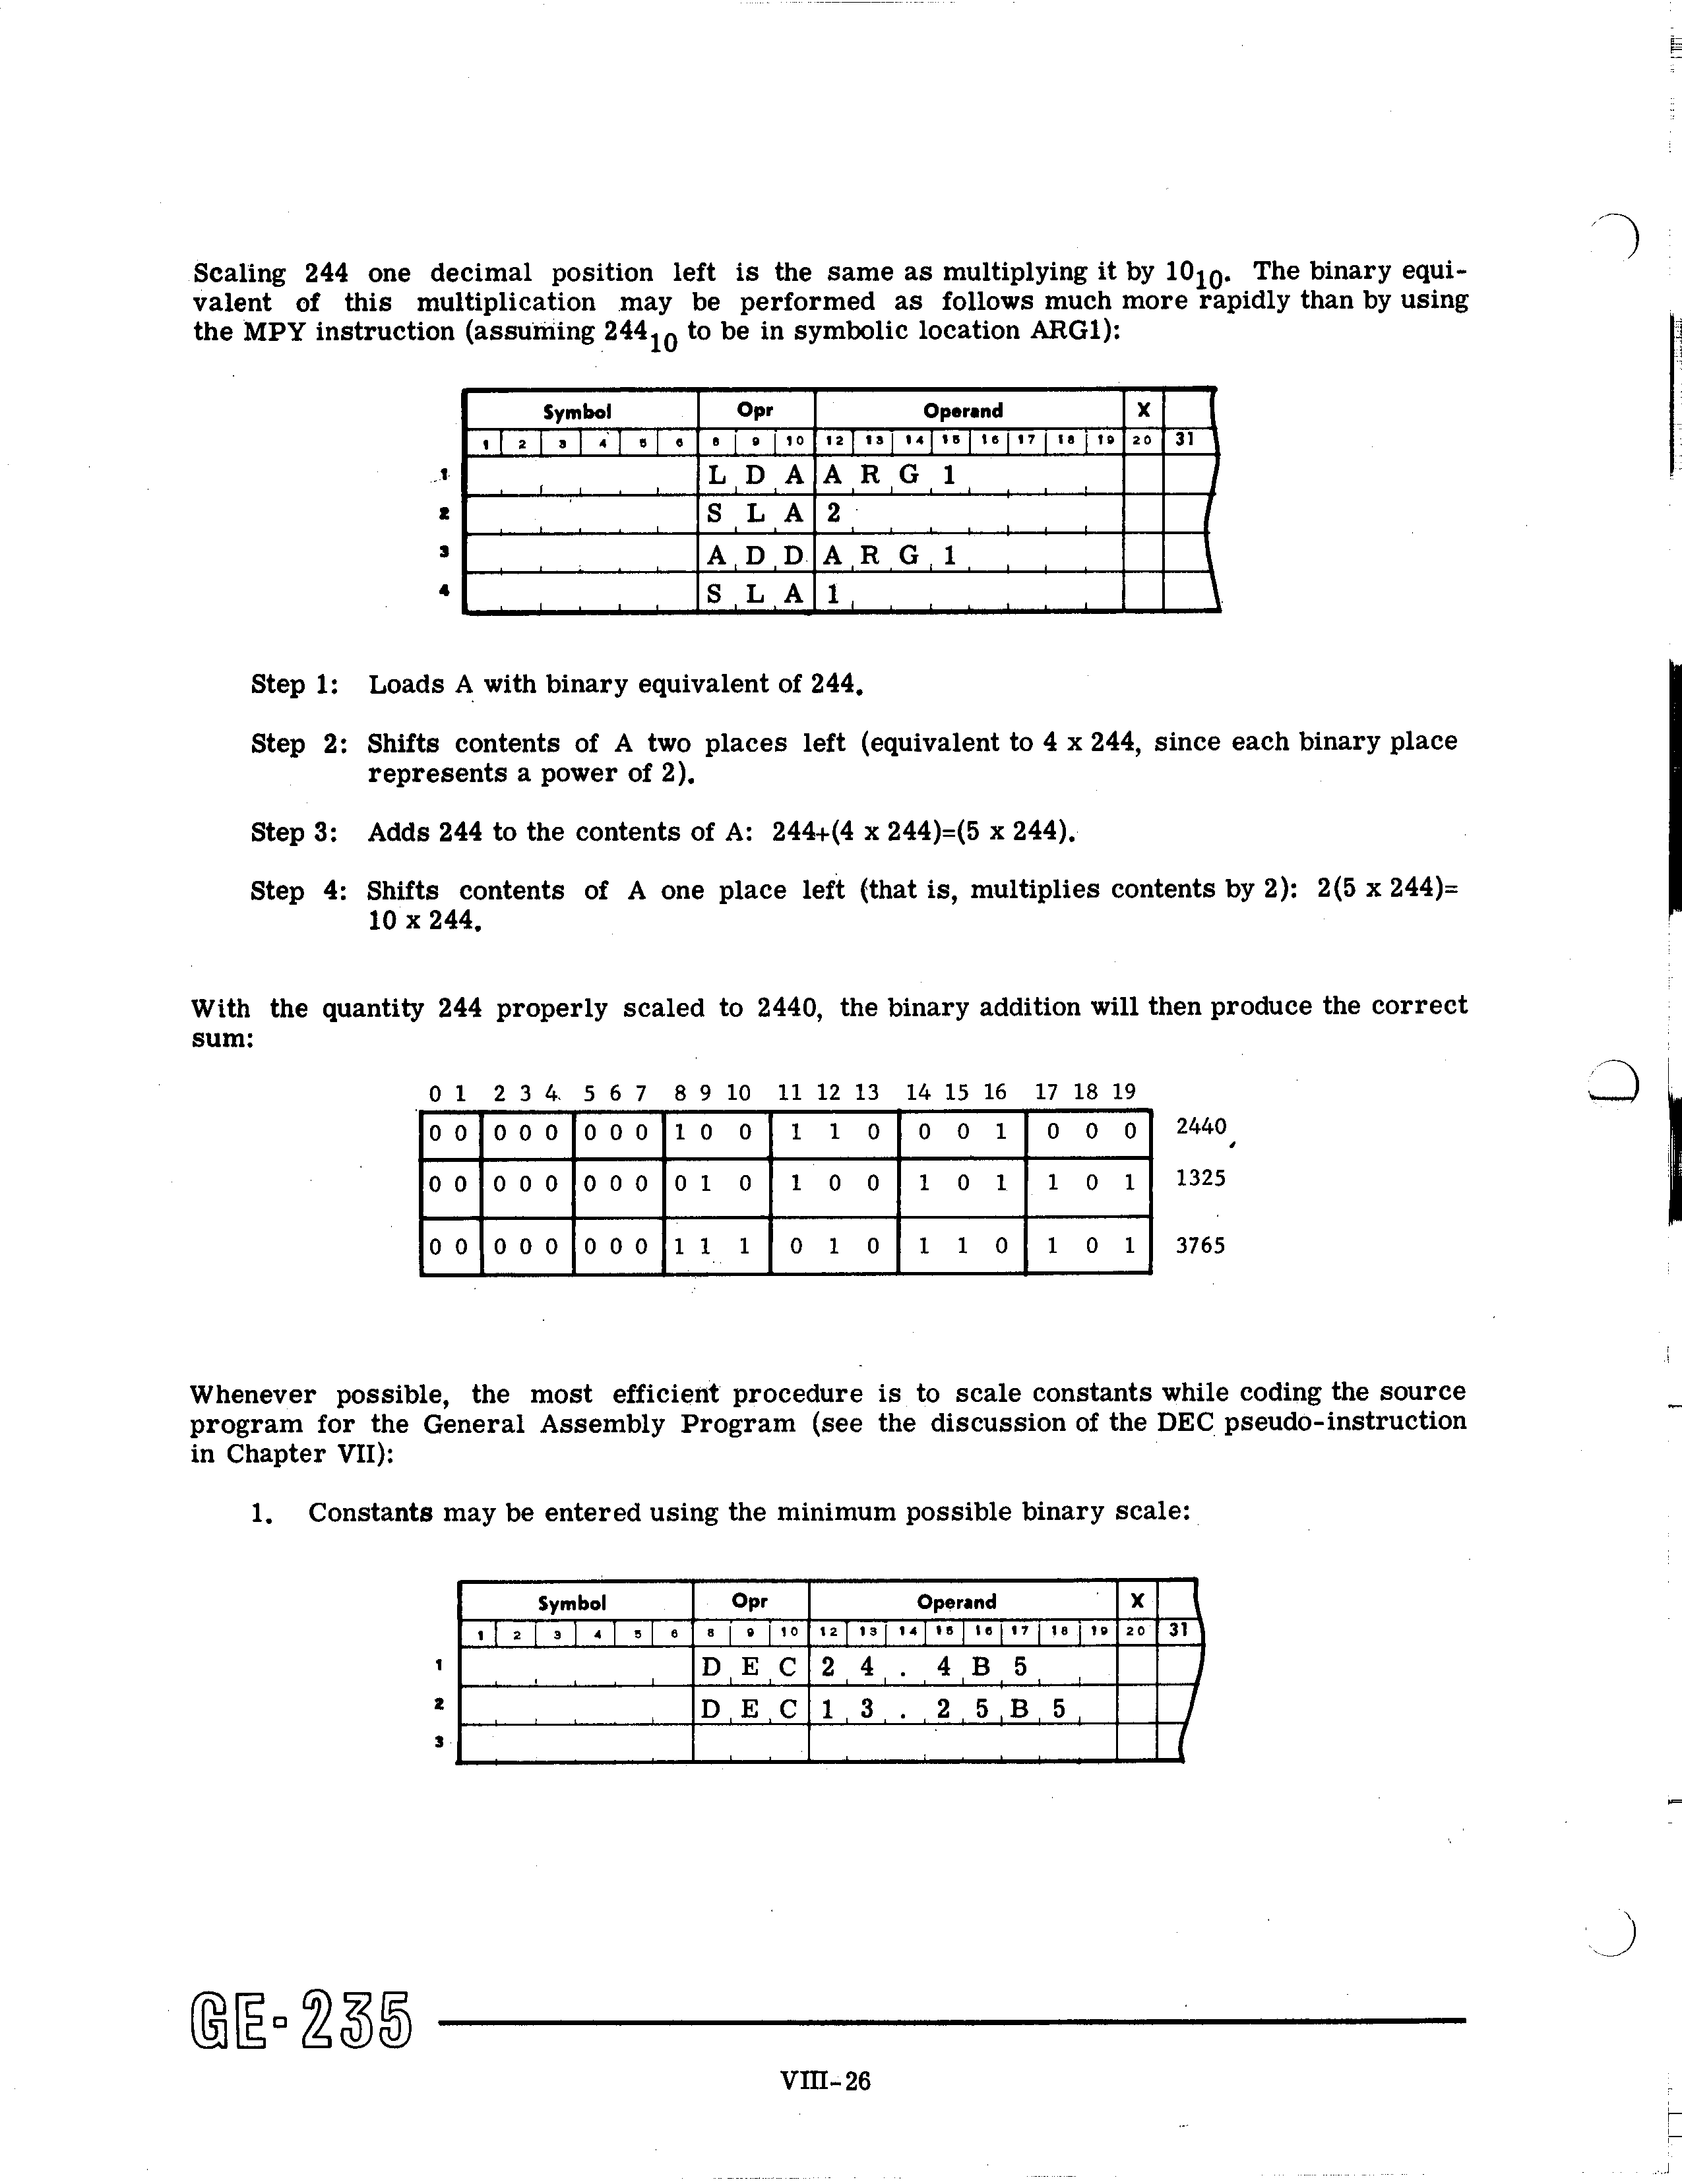 Scaling 244 one decimal position left is the same as multiplying it by 10₁₀. The binary equi-
valent of this multiplication may be performed as follows much more rapidly than by using
the MPY instruction (assuming 244₁₀ to be in symbolic location ARG1):
Symbol Opr Operand X
1 2 3 4 5 6 8 9 10 12 13 14 15 16 17 18 19 20 31
1 LDA ARG1
2 SLA 2
3 ADD ARG1
4 SLA 1
Step 1: Loads A with binary equivalent of 244.
Step 2: Shifts contents of A two places left (equivalent to 4 x 244, since each binary place
represents a power of 2).
Step 3: Adds 244 to the contents of A: 244+(4 x 244)=(5 x 244).
Step 4: Shifts contents of A one place left (that is, multiplies contents by 2): 2(5 x 244)=
10 x 244.
With the quantity 244 properly scaled to 2440, the binary addition will then produce the correct
sum:
0 1 2 3 4 5 6 7 8 9 10 11 12 13 14 15 16 17 18 19
0 0 0 0 0 0 0 0 1 0 0 1 1 0 0 0 1 0 0 0 2440
0 0 0 0 0 0 0 0 0 1 0 1 0 0 1 0 1 1 0 1 1325
0 0 0 0 0 0 0 0 1 1 1 0 1 0 1 1 0 1 0 1 3765
Whenever possible, the most efficient procedure is to scale constants while coding the source
program for the General Assembly Program (see the discussion of the DEC pseudo-instruction
in Chapter VII):
1. Constants may be entered using the minimum possible binary scale:
Symbol Opr Operand X
1 2 3 4 5 6 8 9 10 12 13 14 15 16 17 18 19 20 31
1 DEC 24.4B5
2 DEC 13.25B5
3
GE-235
VIII-26